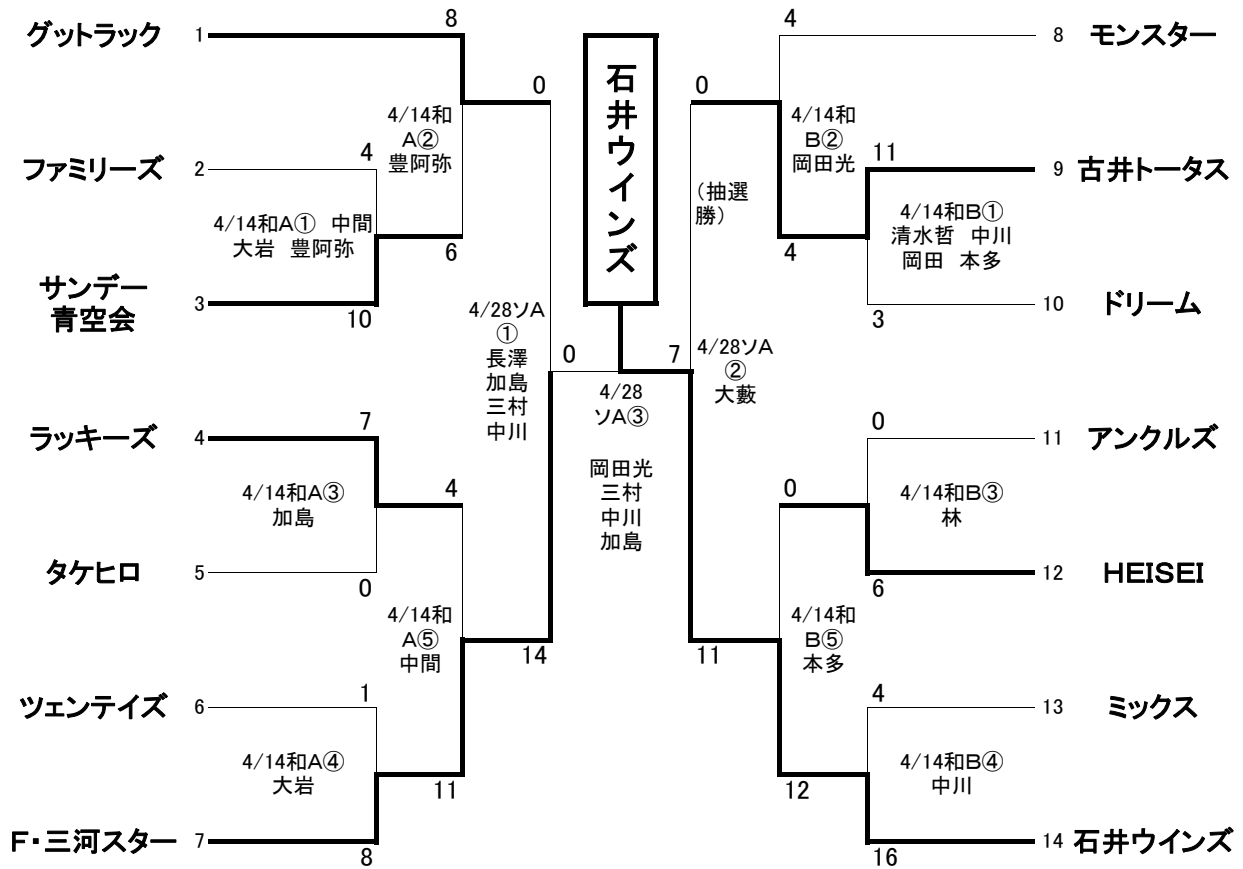 グットラック 1
8
0
4/14和
A②
豊阿弥
ファミリーズ 2
4
4/14和A① 中間
大岩 豊阿弥
6
サンデー
青空会
3
10
4/28ソA
①
長澤
加島
三村
中川
0
ラッキーズ 4
7
4/14和A③
加島
4
タケヒロ 5
0
4/14和
A⑤
中間
14
ツェンテイズ 6
1
4/14和A④
大岩
11
F・三河スター 7
8
石井ウインズ
7
4/28
ソA③
岡田光
三村
中川
加島
4
8 モンスター
0
4/14和
B②
岡田光
(抽選
勝)
11
9 古井トータス
4/14和B①
清水哲 中川
岡田 本多
4
10 ドリーム
3
4/28ソA
②
大藪
0
11 アンクルズ
4/14和B③
林
0
12 HEISEI
6
4/14和
B⑤
本多
11
4
13 ミックス
4/14和B④
中川
12
14 石井ウインズ
16